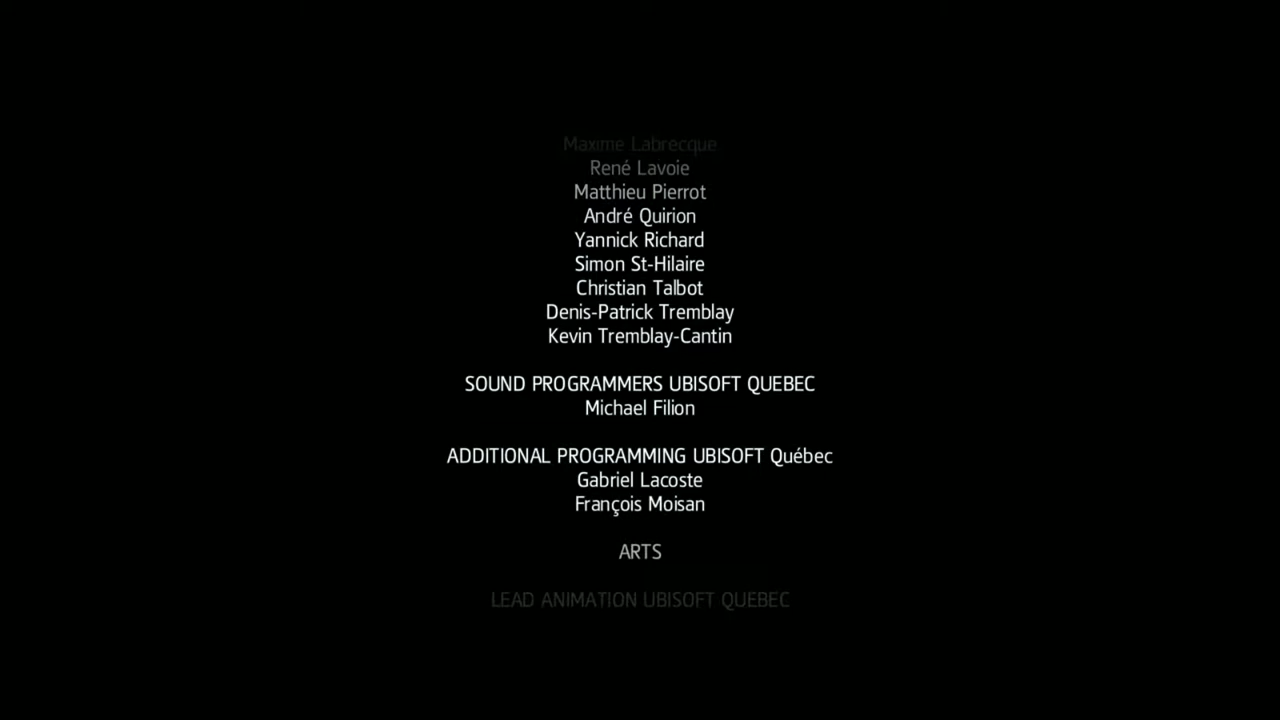 Maxime Labrecque
René Lavoie
Matthieu Pierrot
André Quirion
Yannick Richard
Simon St-Hilaire
Christian Talbot
Denis-Patrick Tremblay
Kevin Tremblay-Cantin
SOUND PROGRAMMERS UBISOFT QUEBEC
Michael Filion
ADDITIONAL PROGRAMMING UBISOFT Québec
Gabriel Lacoste
François Moisan
ARTS
LEAD ANIMATION UBISOFT QUEBEC